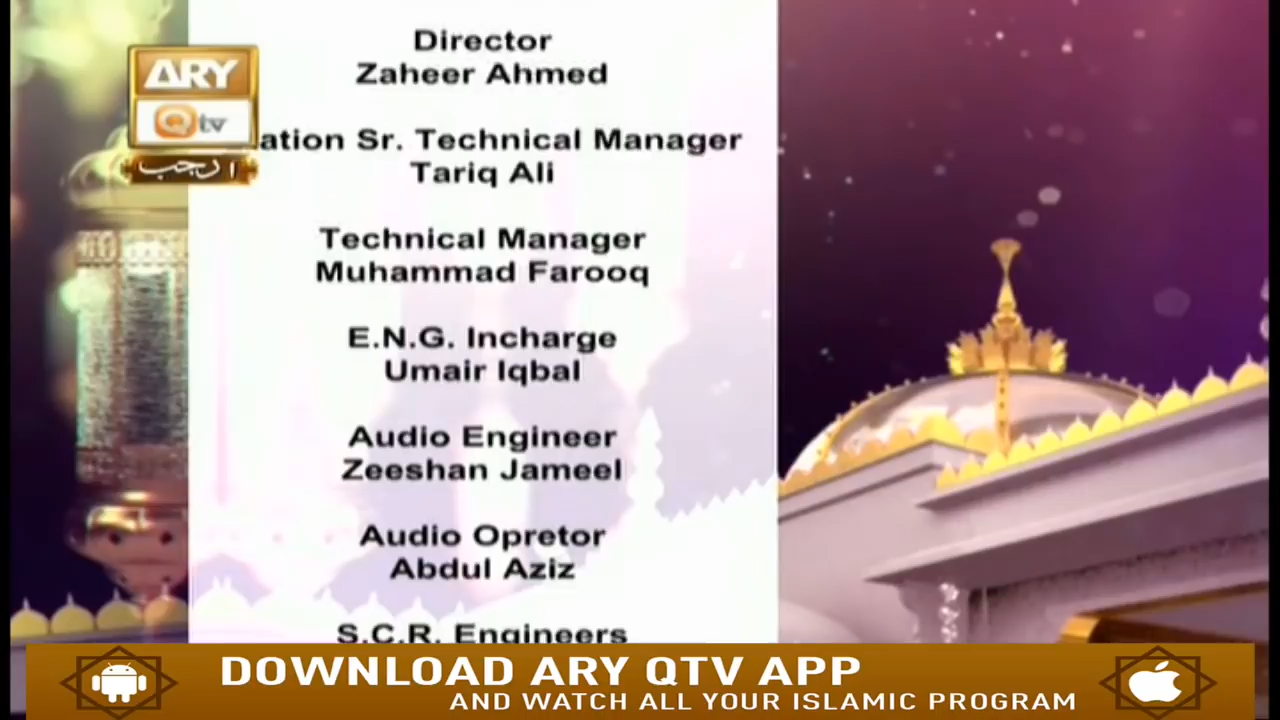 ARY
Qtv
ا رجب
Director
Zaheer Ahmed
ation Sr. Technical Manager
Tariq Ali
Technical Manager
Muhammad Farooq
E.N.G. Incharge
Umair Iqbal
Audio Engineer
Zeeshan Jameel
Audio Opretor
Abdul Aziz
S.C.R. Engineers
DOWNLOAD ARY QTV APP
AND WATCH ALL YOUR ISLAMIC PROGRAM